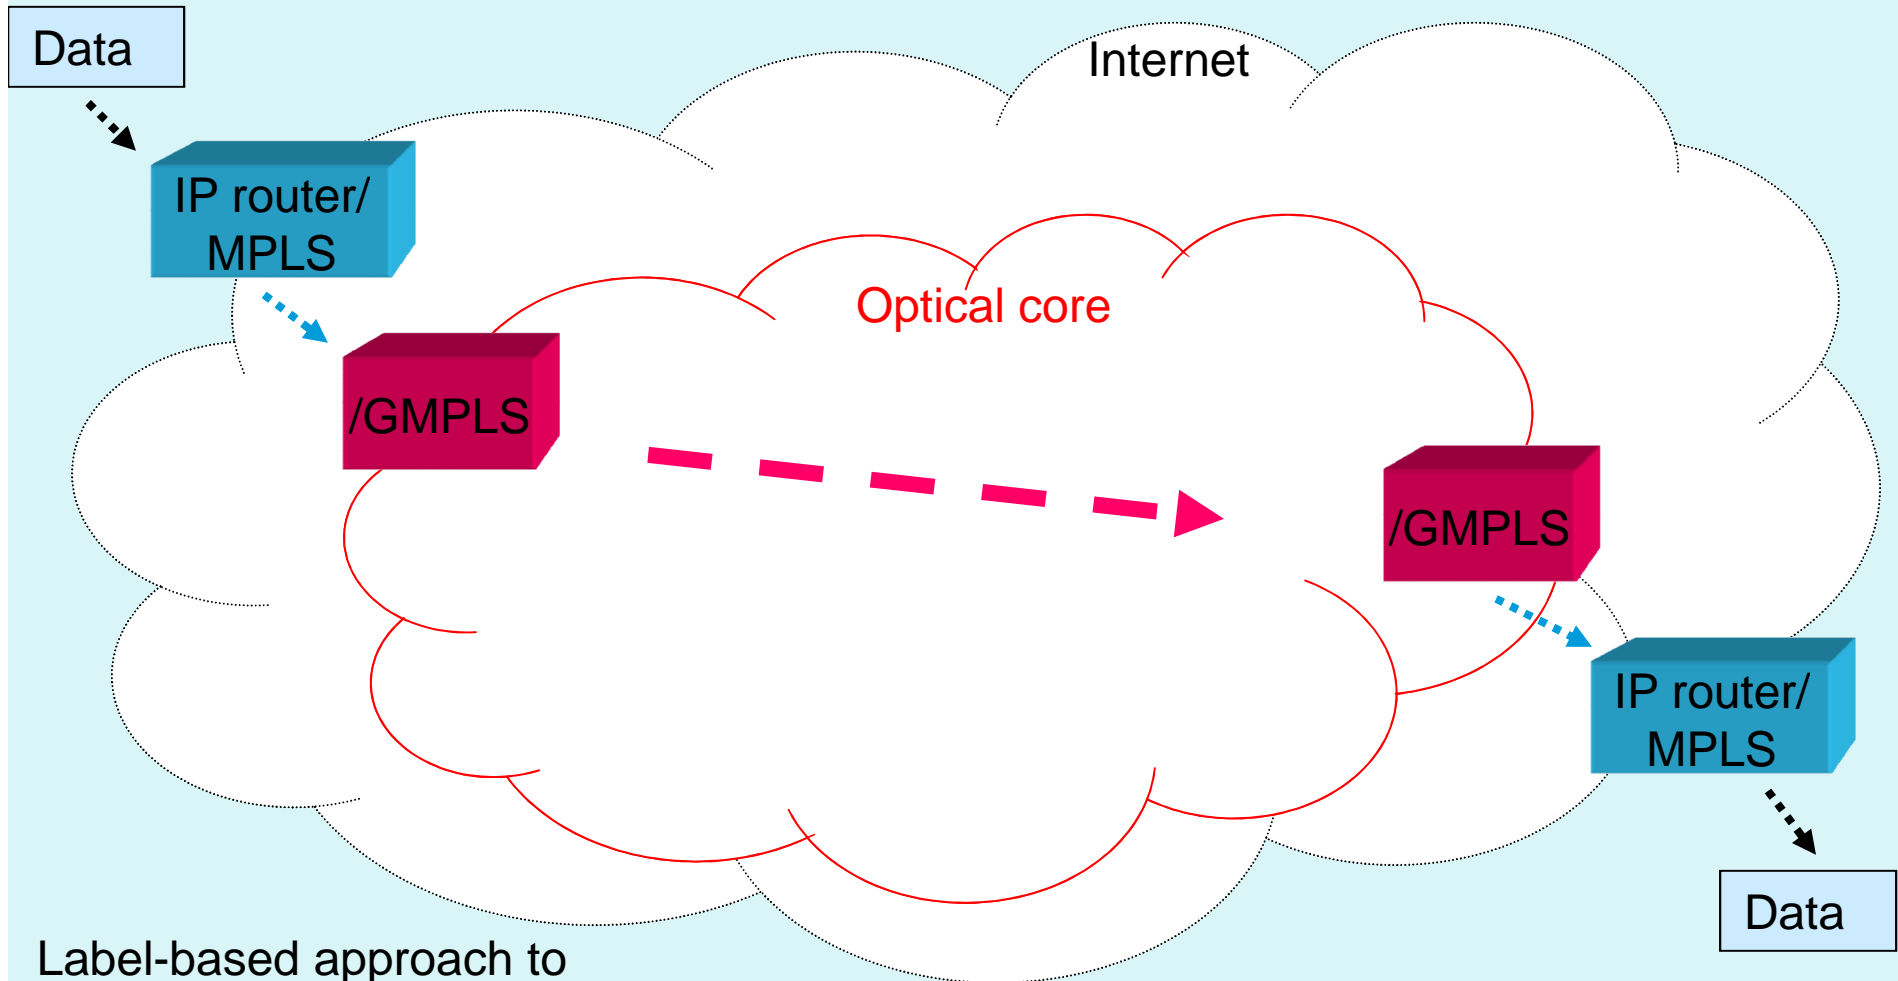 Data
Internet
IP router/
MPLS
Optical core
/GMPLS
/GMPLS
IP router/
MPLS
Data
Label-based approach to